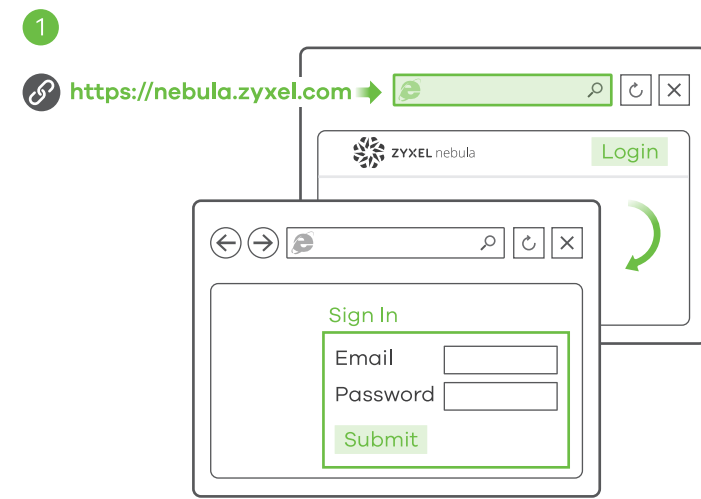 1
https://nebula.zyxel.com
ZYXEL nebula
Login
Sign In
Email
Password
Submit